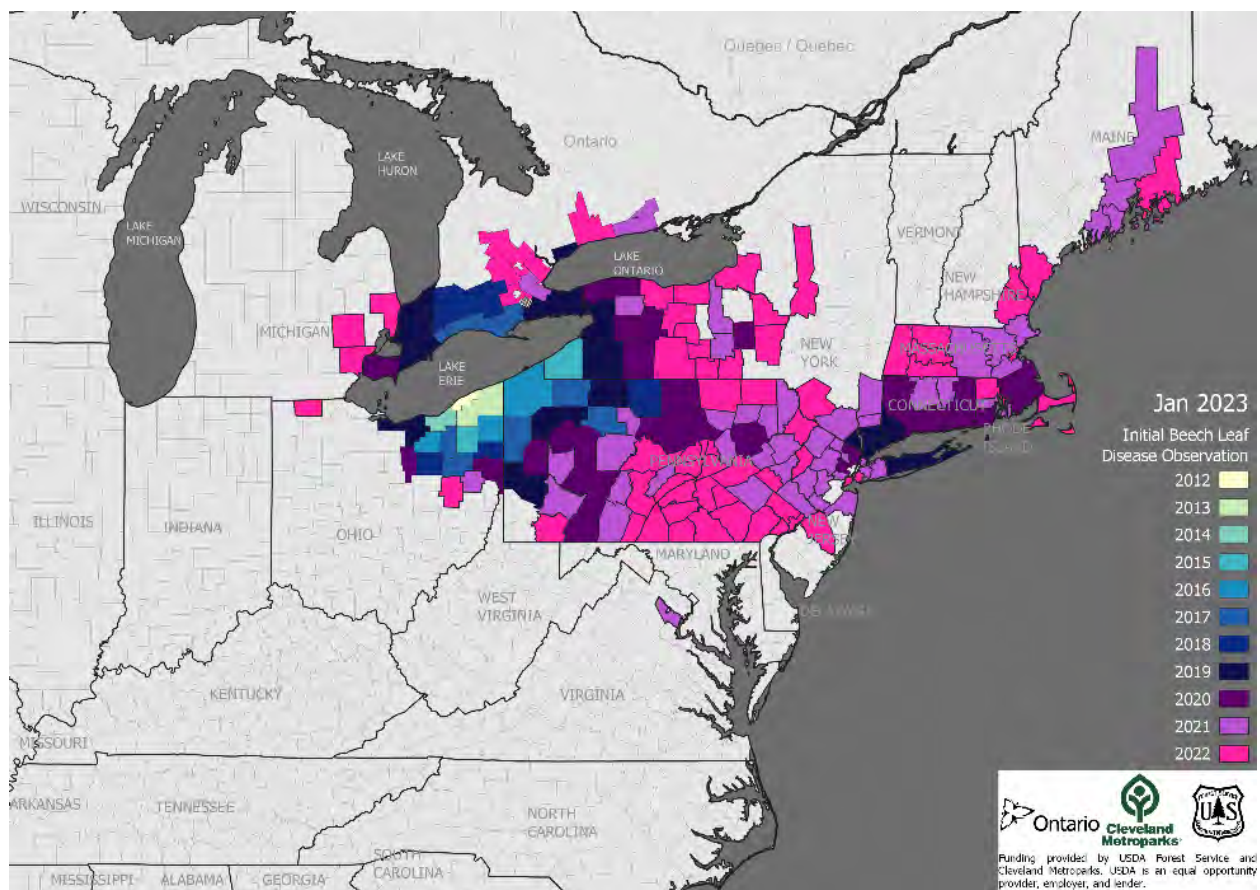 Quebec / Quebec
Ontario
MAINE
LAKE
HURON
WISCONSIN
LAKE
MICHIGAN
VERMONT
LAKE
ONTARIO
NEW
HAMPSHIRE
MICHIGAN
NEW
YORK
MASSACHUSETTS
LAKE
ERIE
CONNECTICUT
RHODE
ISLAND
Jan 2023
Initial Beech Leaf
Disease Observation
2012
2013
2014
2015
2016
2017
2018
2019
2020
2021
2022
PENNSYLVANIA
ILLINOIS
INDIANA
OHIO
NEW
JERSEY
MARYLAND
WEST
VIRGINIA
DELAWARE
KENTUCKY
VIRGINIA
MISSOURI
ARKANSAS
TENNESSEE
NORTH
CAROLINA
SOUTH
CAROLINA
MISSISSIPPI
ALABAMA
GEORGIA
Ontario
Cleveland
Metroparks
U S
Funding provided by USDA Forest Service and
Cleveland Metroparks. USDA is an equal opportunity
provider, employer, and lender.